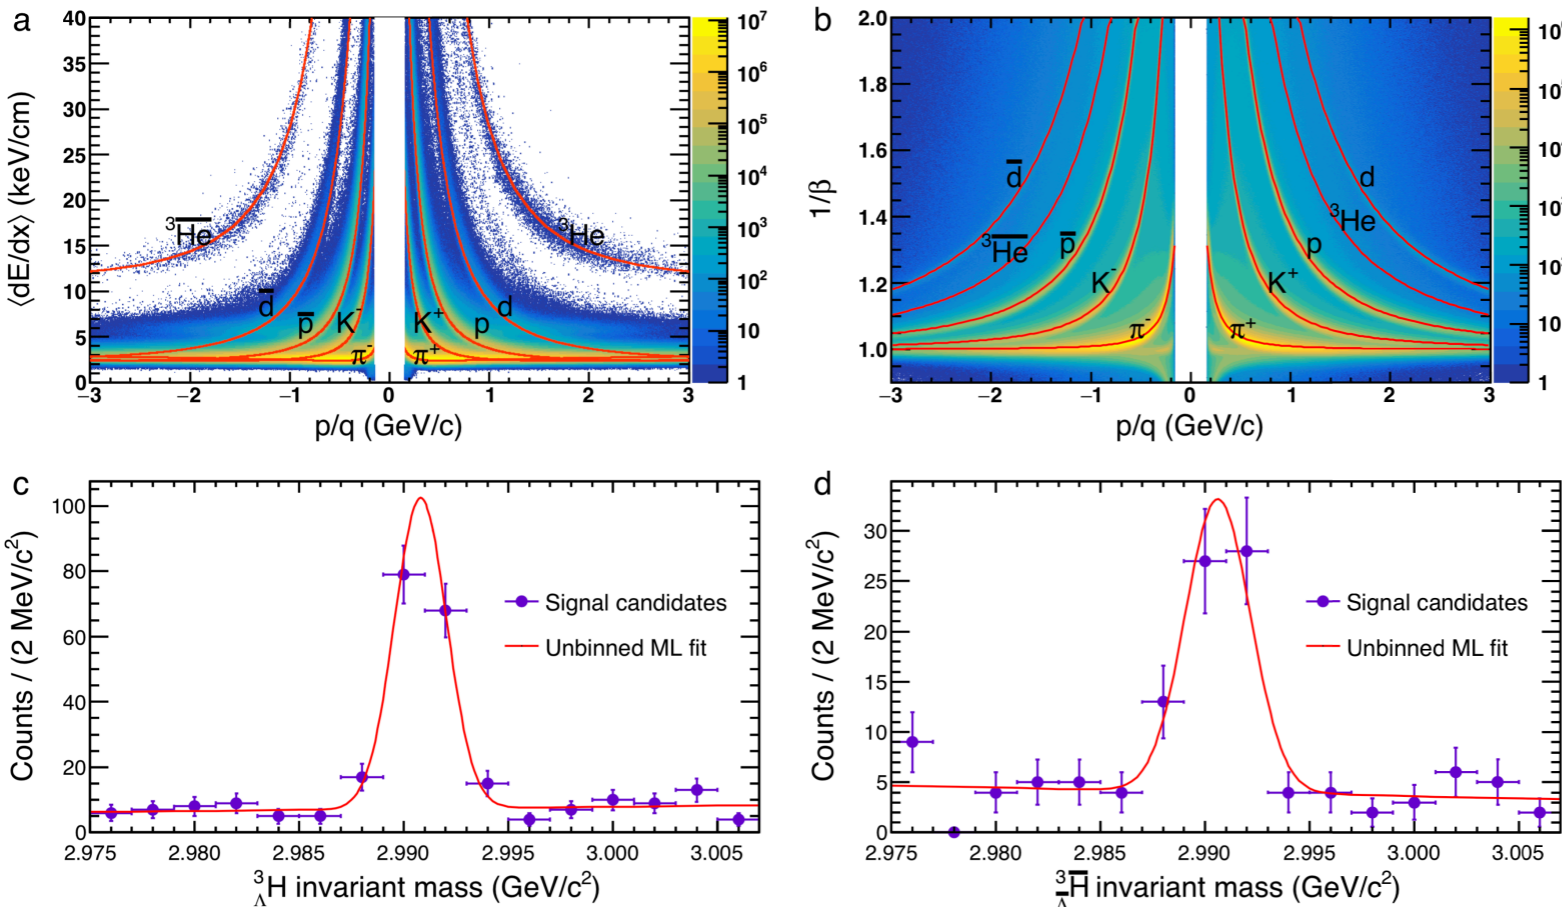 a
⟨dE/dx⟩ (keV/cm)
40
35
30
25
20
15
10
5
0
³H̅e̅
³He
d̅
p̅
K⁻
π⁻
π⁺
K⁺
p
d
−3
−2
−1
0
1
2
3
p/q (GeV/c)
10⁷
10⁶
10⁵
10⁴
10³
10²
10
1
b
1/β
2.0
1.8
1.6
1.4
1.2
1.0
d̅
³H̅e̅
p̅
K⁻
π⁻
π⁺
K⁺
p
³He
d
−3
−2
−1
0
1
2
3
p/q (GeV/c)
10
1
c
Counts / (2 MeV/c²)
100
80
60
40
20
0
Signal candidates
Unbinned ML fit
2.975
2.980
2.985
2.990
2.995
3.000
3.005
³ΛH invariant mass (GeV/c²)
d
Counts / (2 MeV/c²)
30
25
20
15
10
5
0
Signal candidates
Unbinned ML fit
2.975
2.980
2.985
2.990
2.995
3.000
3.005
³Λ̅H̅ invariant mass (GeV/c²)